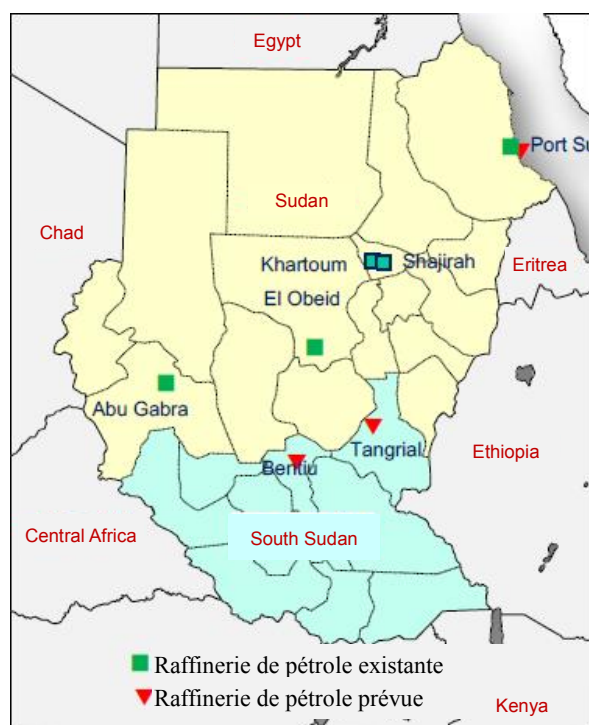 Egypt
Port Su
Sudan
Chad
Khartoum
Shajirah
Eritrea
El Obeid
Abu Gabra
Tangrial
Ethiopia
Bentiu
Central Africa
South Sudan
Raffinerie de pétrole existante
Raffinerie de pétrole prévue
Kenya